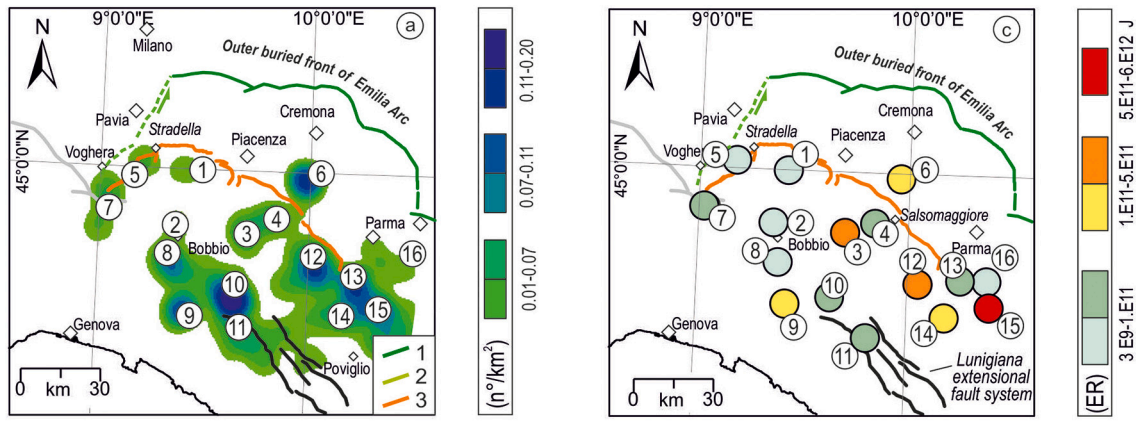 9°0'0"E
10°0'0"E
a
N
Milano
Outer buried front of
Emilia Arc
Pavia
Stradella
Cremona
Piacenza
Voghera
45°0'0"N
5
1
6
7
2
3
4
Parma
8
Bobbio
12
16
13
10
9
11
14
15
Genova
Poviglio
0
30
km
1
2
3
0.11-0.20
0.07-0.11
0.01-0.07
(n°/km²)
9°0'0"E
10°0'0"E
c
N
Outer buried front of
Emilia Arc
Pavia
Stradella
Cremona
Piacenza
Vogher
45°0'0"N
5
1
6
7
2
Salsomaggiore
3
4
Parma
8
Bobbio
12
13
16
10
9
14
15
11
Genova
0
30
km
Lunigiana
extensional
fault system
5.E11-6.E12 J
1.E11-5.E11
3 E9-1.E11
(ER)